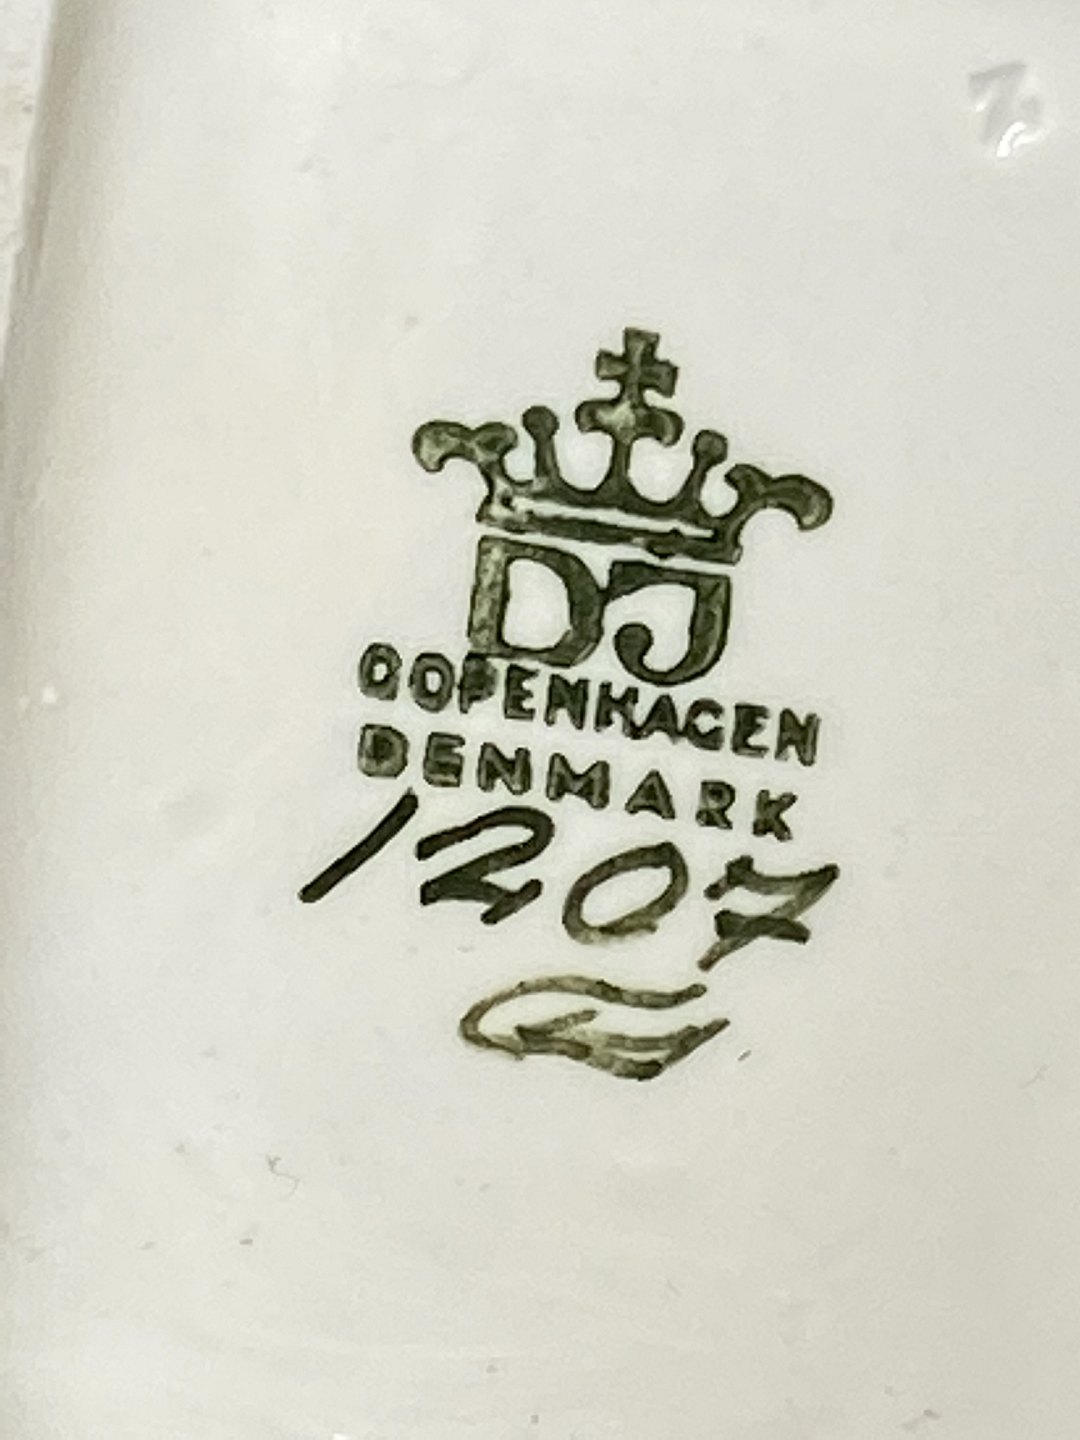 DJ
COPENHAGEN
DENMARK
1207